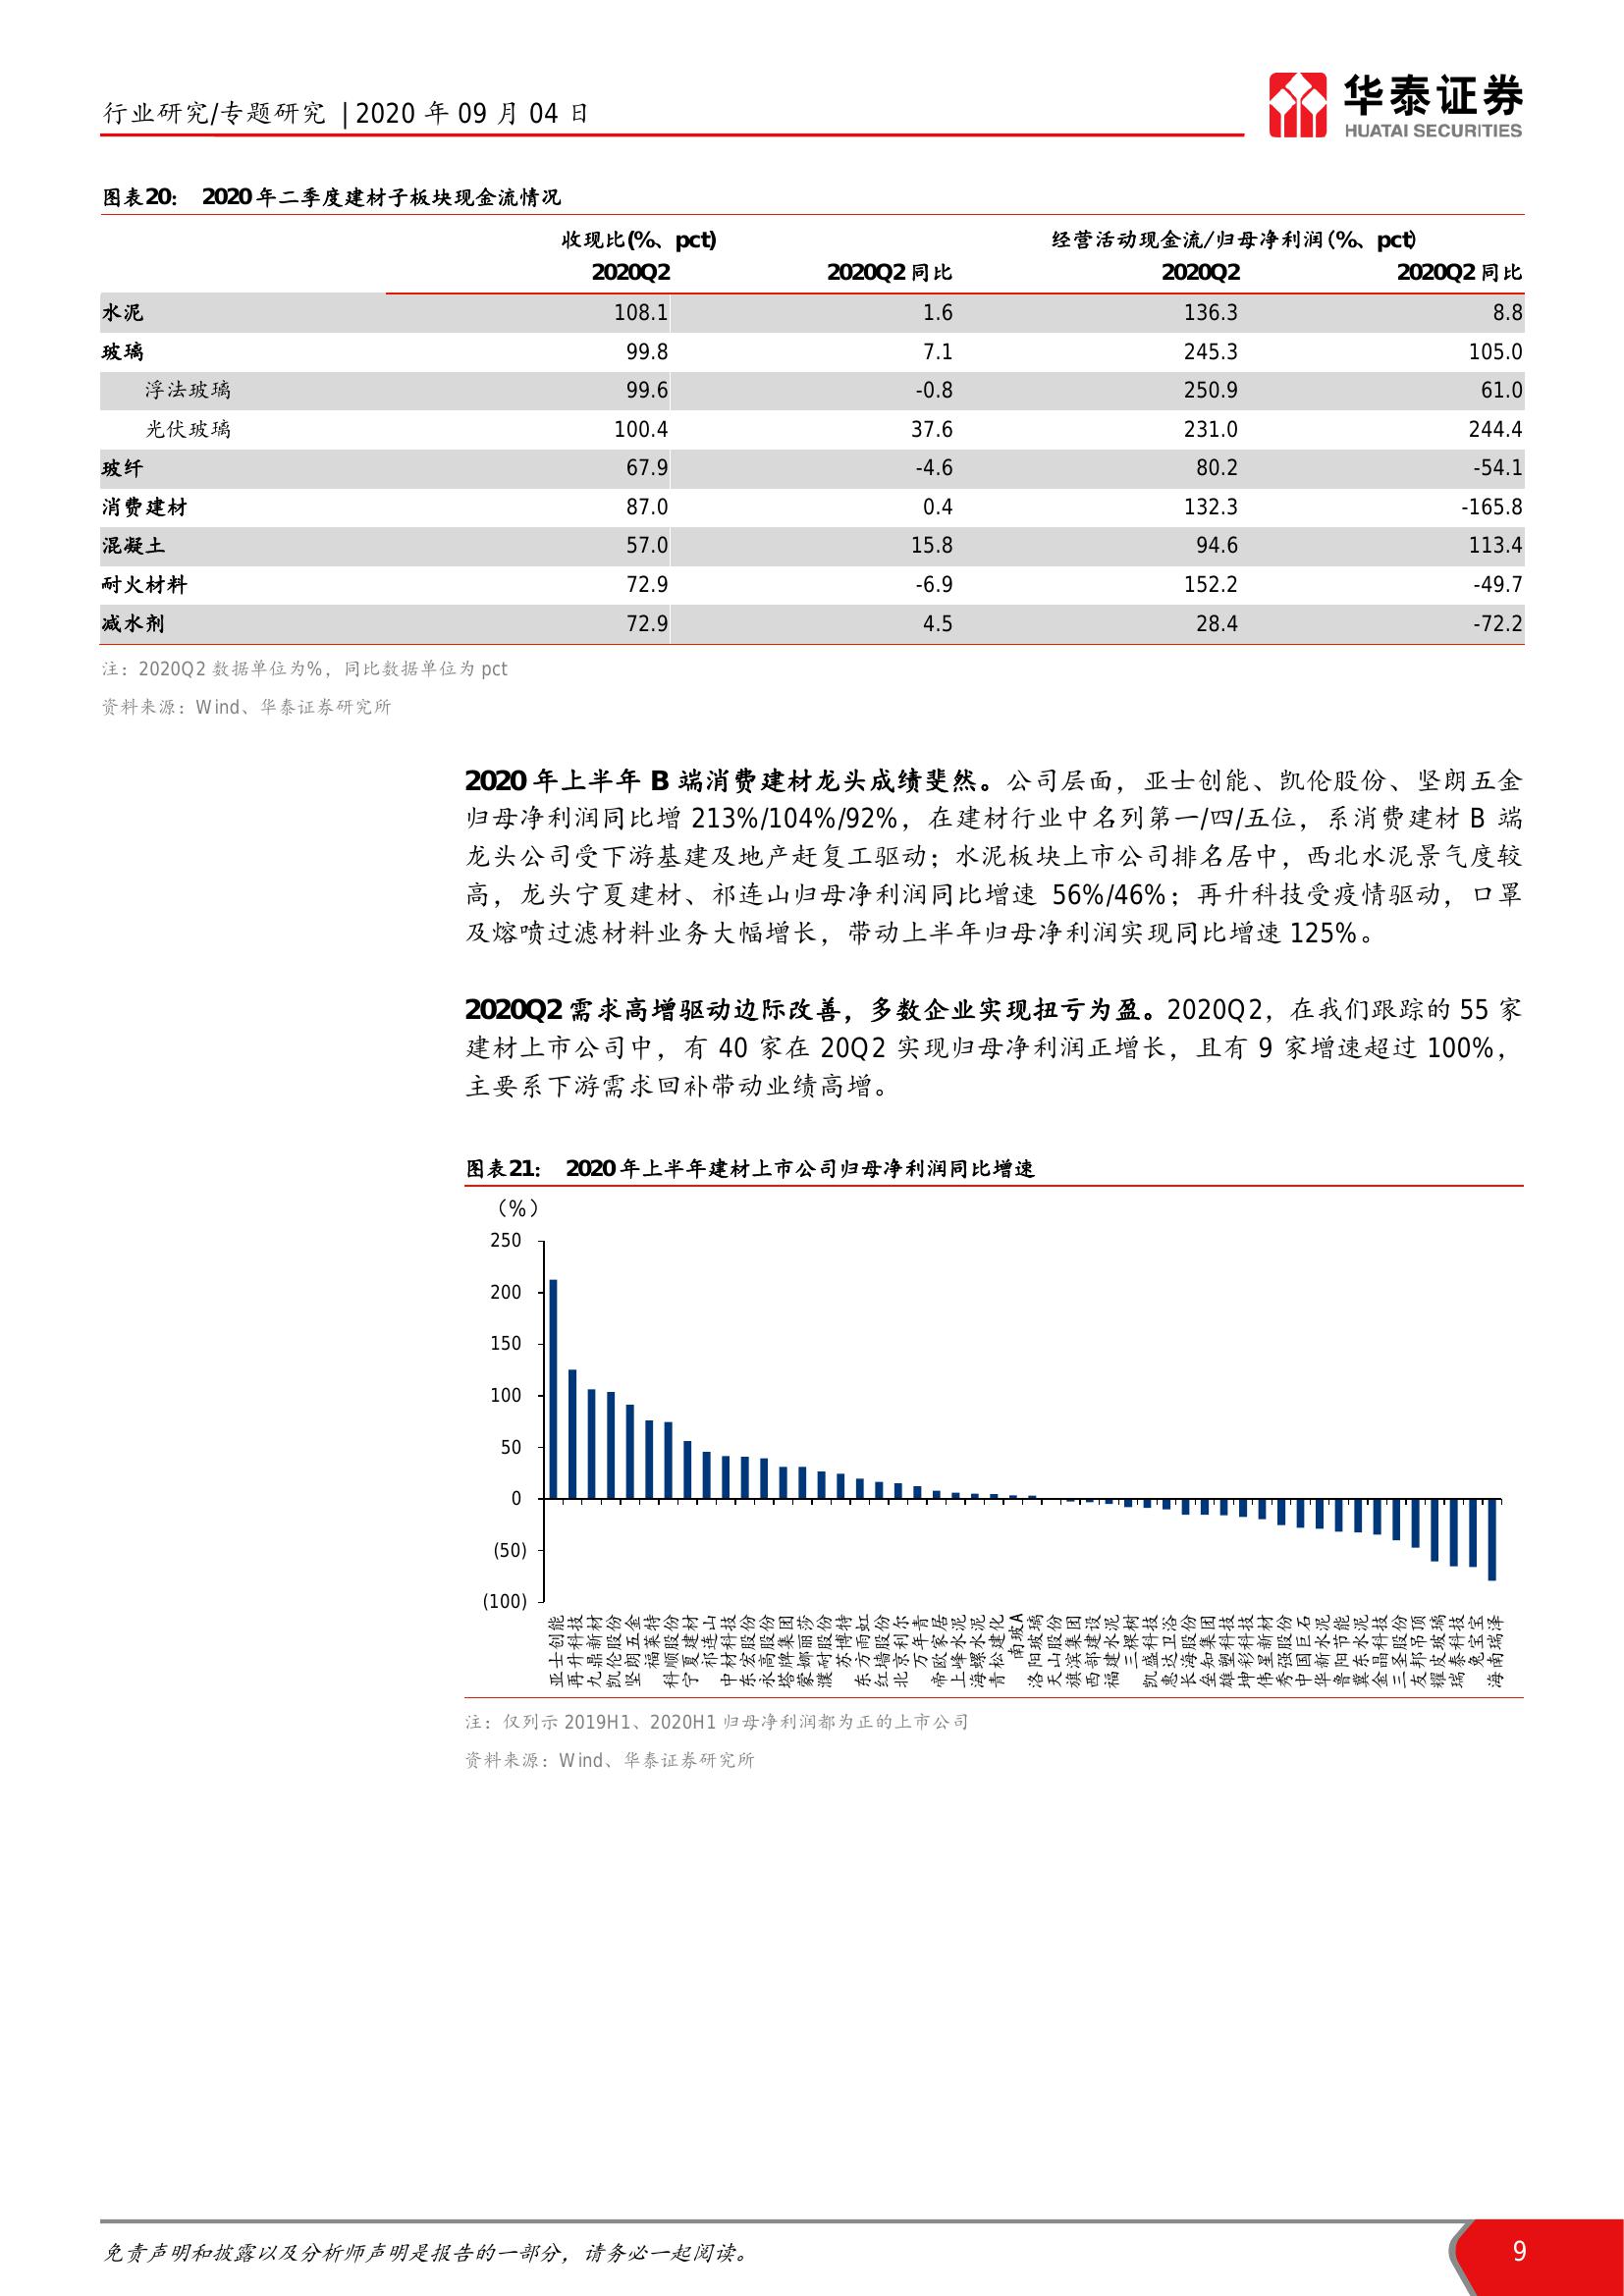 行业研究/专题研究 | 2020 年 09 月 04 日
华泰证券
HUATAI SECURITIES
图表20： 2020 年二季度建材子板块现金流情况
收现比(%、pct) 经营活动现金流/归母净利润(%、pct)
2020Q2 2020Q2 同比 2020Q2 2020Q2 同比
水泥 108.1 1.6 136.3 8.8
玻璃 99.8 7.1 245.3 105.0
浮法玻璃 99.6 -0.8 250.9 61.0
光伏玻璃 100.4 37.6 231.0 244.4
玻纤 67.9 -4.6 80.2 -54.1
消费建材 87.0 0.4 132.3 -165.8
混凝土 57.0 15.8 94.6 113.4
耐火材料 72.9 -6.9 152.2 -49.7
减水剂 72.9 4.5 28.4 -72.2
注：2020Q2 数据单位为%，同比数据单位为 pct
资料来源：Wind、华泰证券研究所
2020 年上半年 B 端消费建材龙头成绩斐然。公司层面，亚士创能、凯伦股份、坚朗五金
归母净利润同比增 213%/104%/92%，在建材行业中名列第一/四/五位，系消费建材 B 端
龙头公司受下游基建及地产赶复工驱动；水泥板块上市公司排名居中，西北水泥景气度较
高，龙头宁夏建材、祁连山归母净利润同比增速 56%/46%；再升科技受疫情驱动，口罩
及熔喷过滤材料业务大幅增长，带动上半年归母净利润实现同比增速 125%。
2020Q2 需求高增驱动边际改善，多数企业实现扭亏为盈。2020Q2，在我们跟踪的 55 家
建材上市公司中，有 40 家在 20Q2 实现归母净利润正增长，且有 9 家增速超过 100%，
主要系下游需求回补带动业绩高增。
图表21： 2020 年上半年建材上市公司归母净利润同比增速
（%）
250
200
150
100
50
0
(50)
(100)
亚士创能
再升科技
九鼎新材
凯伦股份
坚朗五金
福莱特
科顺股份
宁夏建材
祁连山
中材科技
东宏股份
永高股份
塔牌集团
蒙娜丽莎
濮耐股份
苏博特
东方雨虹
红墙股份
北京利尔
万年青
帝欧家居
上峰水泥
海螺水泥
青松建化
南玻A
洛阳玻璃
天山股份
旗滨集团
西部建设
福建水泥
三棵树
凯盛科技
惠达卫浴
长海股份
垒知集团
雄塑科技
坤彩科技
伟星新材
秀强股份
中国巨石
华新水泥
鲁阳节能
冀东水泥
金晶科技
三圣股份
友邦吊顶
耀皮玻璃
瑞泰科技
兔宝宝
海南瑞泽
注：仅列示 2019H1、2020H1 归母净利润都为正的上市公司
资料来源：Wind、华泰证券研究所
免责声明和披露以及分析师声明是报告的一部分，请务必一起阅读。
9